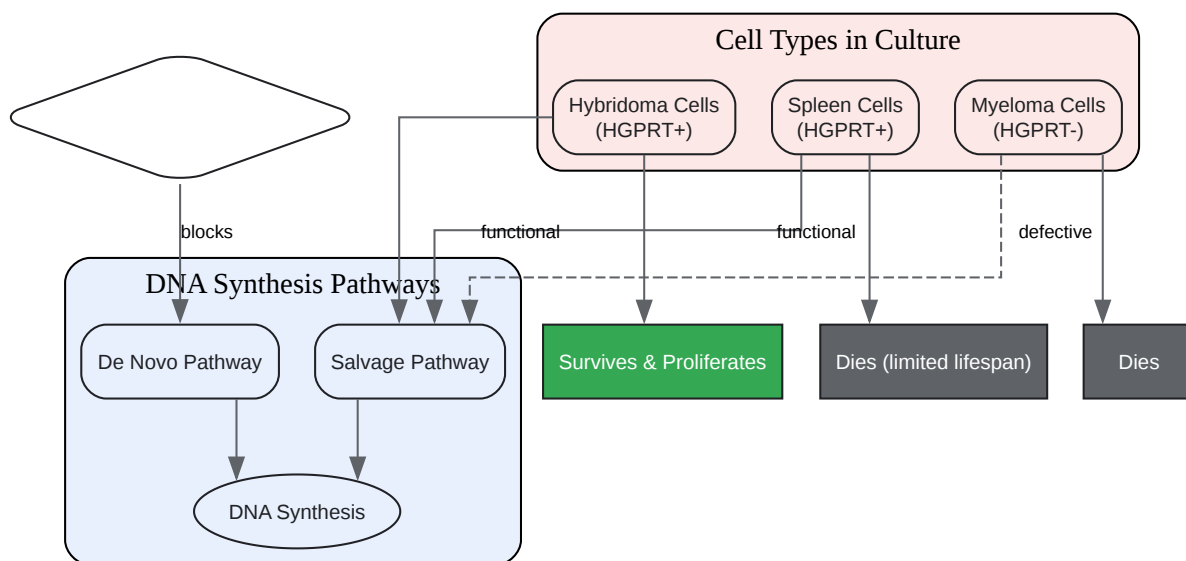 Cell Types in Culture
Hybridoma Cells
(HGPRT+)
Spleen Cells
(HGPRT+)
Myeloma Cells
(HGPRT-)
blocks
functional
functional
defective
DNA Synthesis Pathways
De Novo Pathway
Salvage Pathway
Survives & Proliferates
Dies (limited lifespan)
Dies
DNA Synthesis